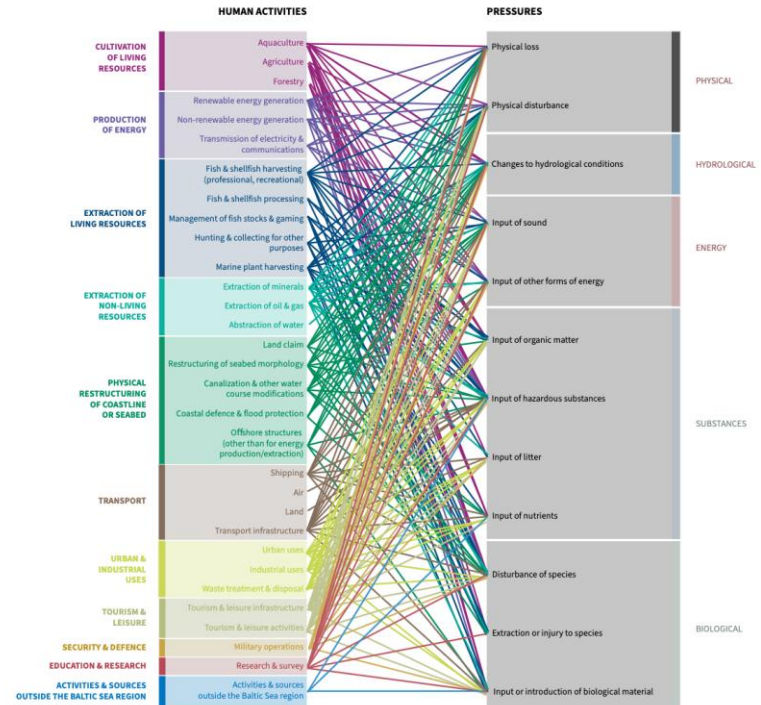 HUMAN ACTIVITIES
PRESSURES
CULTIVATION
OF LIVING
RESOURCES
Aquaculture
Agriculture
Forestry
PRODUCTION
OF ENERGY
Renewable energy generation
Non-renewable energy generation
Transmission of electricity &
communications
EXTRACTION OF
LIVING RESOURCES
Fish & shellfish harvesting
(professional, recreational)
Fish & shellfish processing
Management of fish stocks & gaming
Hunting & collecting for other
purposes
Marine plant harvesting
EXTRACTION OF
NON-LIVING
RESOURCES
Extraction of minerals
Extraction of oil & gas
Abstraction of water
PHYSICAL
RESTRUCTURING
OF COASTLINE
OR SEABED
Land claim
Restructuring of seabed morphology
Canalization & other water
course modifications
Coastal defence & flood protection
Offshore structures
(other than for energy
production/extraction)
TRANSPORT
Shipping
Air
Land
Transport infrastructure
URBAN &
INDUSTRIAL
USES
Urban uses
Industrial uses
Waste treatment & disposal
TOURISM &
LEISURE
Tourism & leisure infrastructure
Tourism & leisure activities
SECURITY & DEFENCE
Military operations
EDUCATION & RESEARCH
Research & survey
ACTIVITIES & SOURCES
OUTSIDE THE BALTIC SEA REGION
Activities & sources
outside the Baltic Sea region
Physical loss
Physical disturbance
PHYSICAL
Changes to hydrological conditions
HYDROLOGICAL
Input of sound
Input of other forms of energy
ENERGY
Input of organic matter
Input of hazardous substances
Input of litter
Input of nutrients
SUBSTANCES
Disturbance of species
Extraction or injury to species
Input or introduction of biological material
BIOLOGICAL